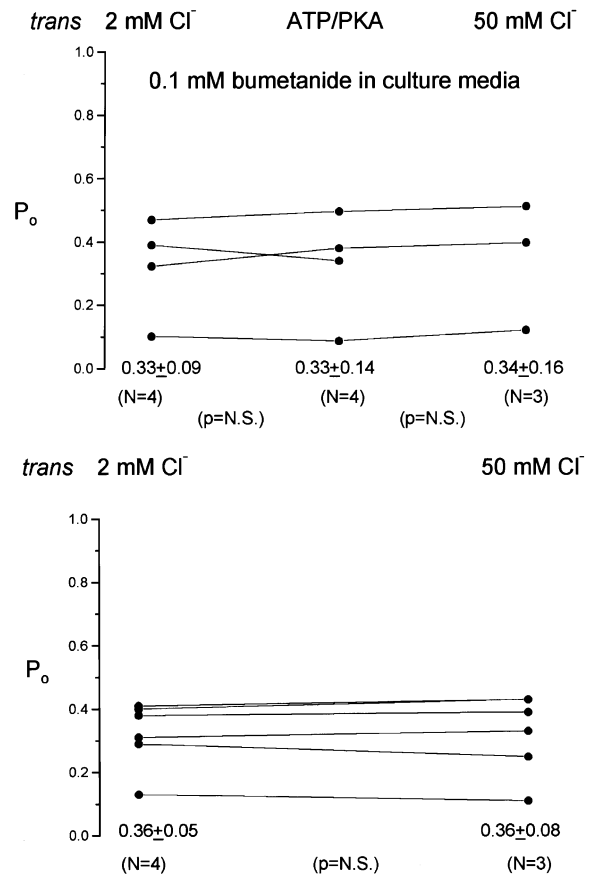 trans 2 mM Cl⁻ ATP/PKA 50 mM Cl⁻
1.0
0.1 mM bumetanide in culture media
0.8
0.6
Pₒ
0.4
0.2
0.0
0.33±0.09 0.33±0.14 0.34±0.16
(N=4) (N=4) (N=3)
(p=N.S.) (p=N.S.)
trans 2 mM Cl⁻ 50 mM Cl⁻
1.0
0.8
0.6
Pₒ
0.4
0.2
0.0
0.36±0.05 0.36±0.08
(N=4) (p=N.S.) (N=3)